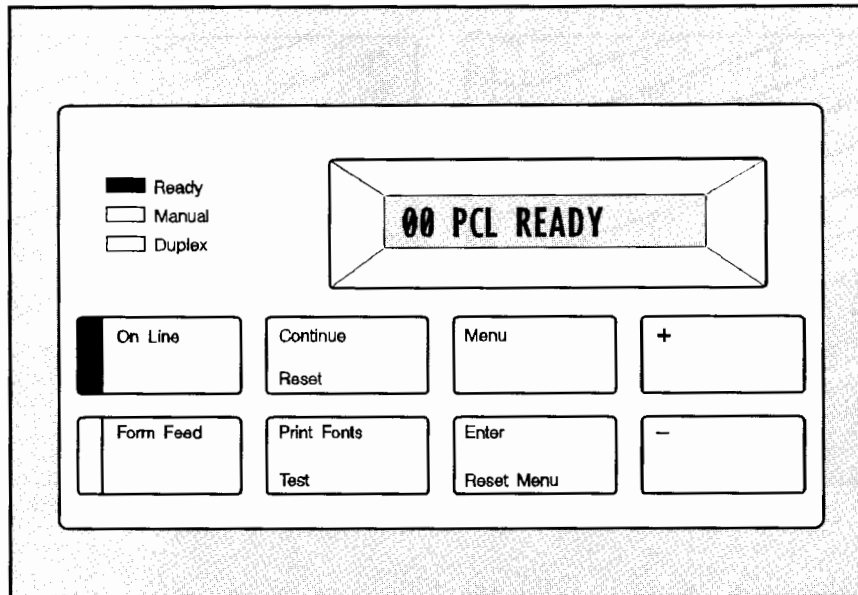 Ready
Manual
Duplex
00 PCL READY
On Line
Continue
Reset
Menu
+
Form Feed
Print Fonts
Test
Enter
Reset Menu
−